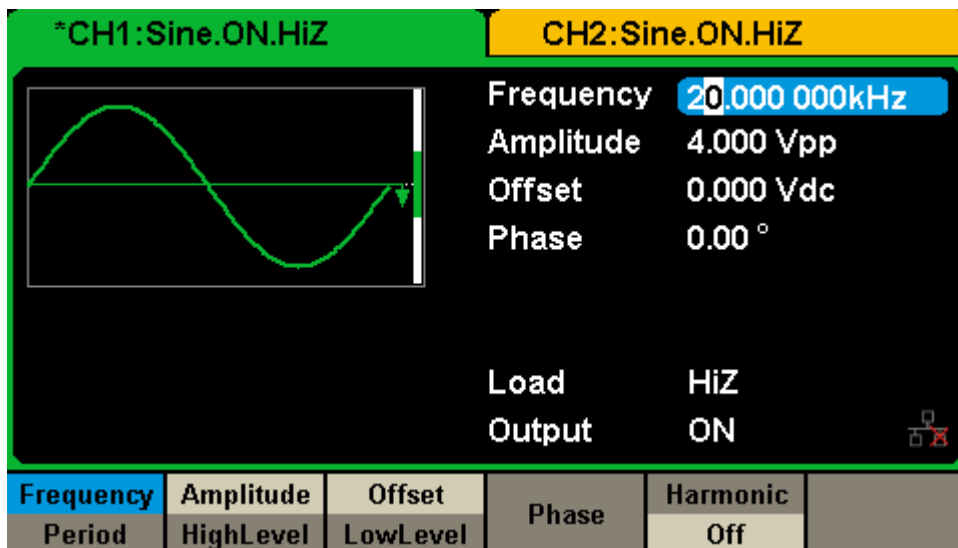 *CH1:Sine.ON.HiZ CH2:Sine.ON.HiZ
Frequency 20.000 000kHz
Amplitude 4.000 Vpp
Offset 0.000 Vdc
Phase 0.00 °
Load HiZ
Output ON
Frequency Amplitude Offset Phase Harmonic
Period HighLevel LowLevel Off